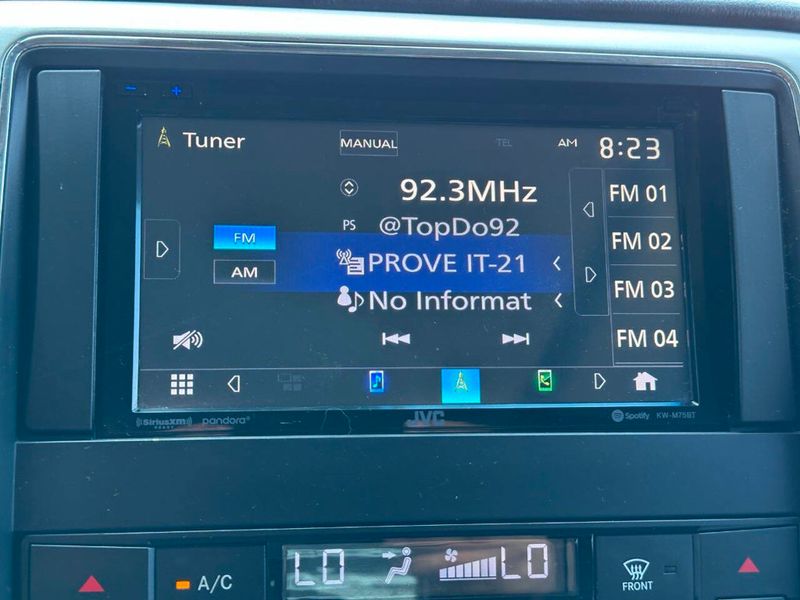 - +
Tuner
MANUAL
TEL
AM 8:23
92.3MHz
PS @TopDo92
FM
AM
PROVE IT-21
No Informat
FM 01
FM 02
FM 03
FM 04
SiriusXM
READY
pandora
JVC
Spotify
KW-M75BT
A/C
LO
LO
FRONT